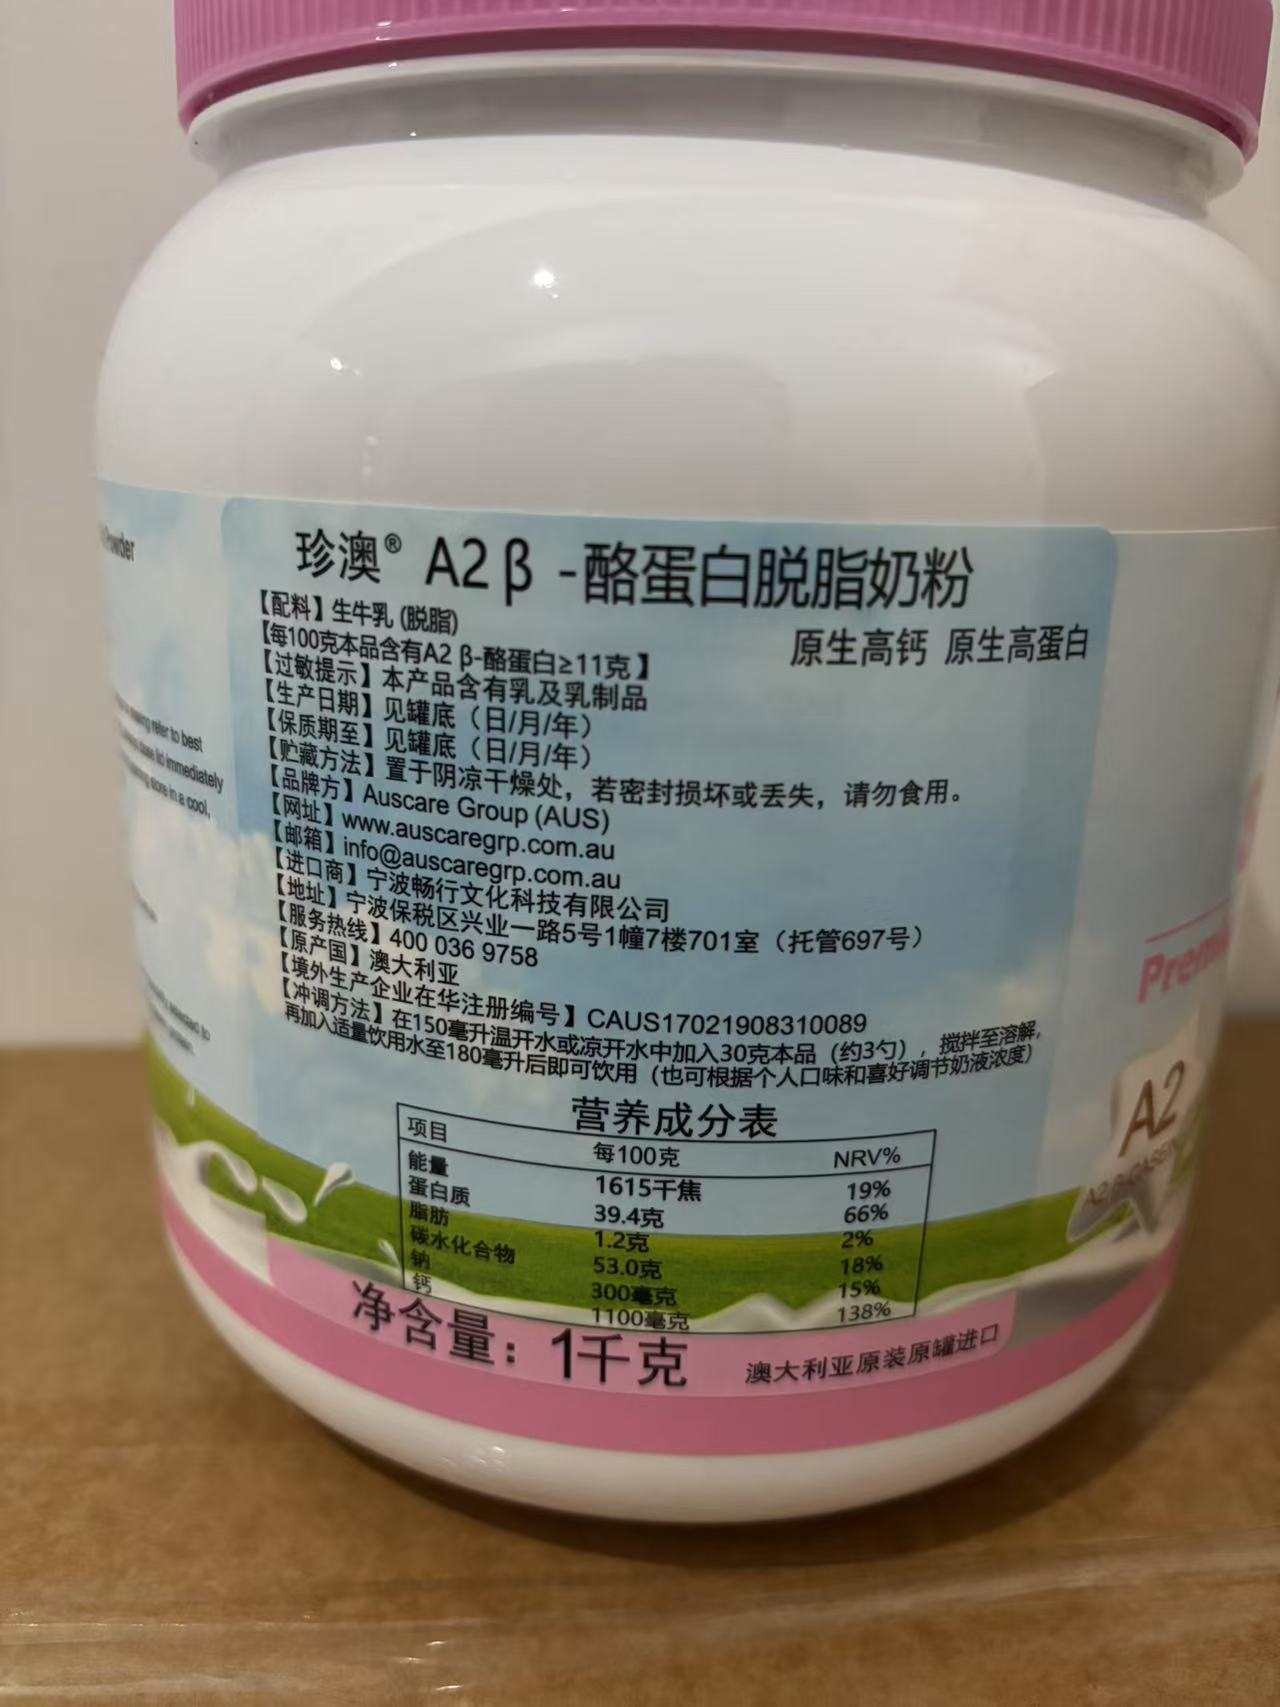 Powder
珍澳® A2 β -酪蛋白脱脂奶粉
【配料】生牛乳 (脱脂)
原生高钙 原生高蛋白
【每100克本品含有A2 β-酪蛋白≥11克】
【过敏提示】本产品含有乳及乳制品
【生产日期】见罐底（日/月/年）
【保质期至】见罐底（日/月/年）
【贮藏方法】置于阴凉干燥处，若密封损坏或丢失，请勿食用。
【品牌方】Auscare Group (AUS)
【网址】www.auscaregrp.com.au
【邮箱】info@auscaregrp.com.au
【进口商】宁波畅行文化科技有限公司
【地址】宁波保税区兴业一路5号1幢7楼701室（托管697号）
【服务热线】400 036 9758
【原产国】澳大利亚
【境外生产企业在华注册编号】CAUS17021908310089
【冲调方法】在150毫升温开水或凉开水中加入30克本品（约3勺），搅拌至溶解，
再加入适量饮用水至180毫升后即可饮用（也可根据个人口味和喜好调节奶液浓度）
营养成分表
项目 每100克 NRV%
能量 1615千焦 19%
蛋白质 39.4克 66%
脂肪 1.2克 2%
碳水化合物 53.0克 18%
钠 300毫克 15%
钙 1100毫克 138%
净含量：1千克
澳大利亚原装原罐进口
refer to best
lid immediately
store in a cool,
A2